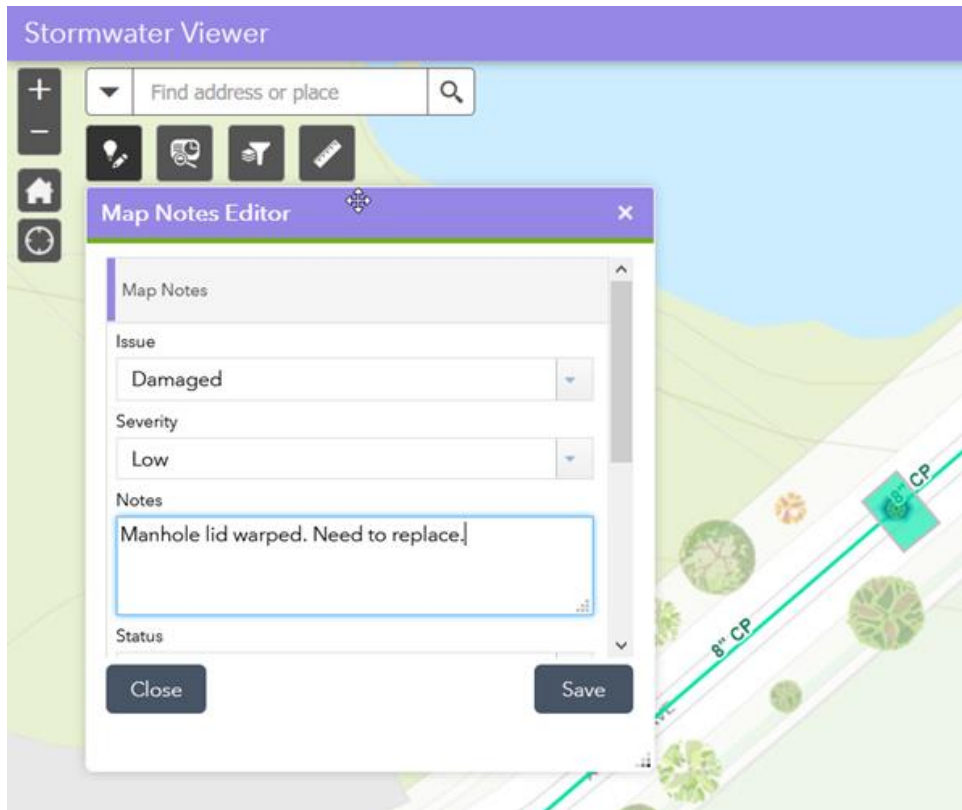 Stormwater Viewer
+
Find address or place
−
Map Notes Editor
×
Map Notes
Issue
Damaged
Severity
Low
Notes
Manhole lid warped. Need to replace.
Status
Close
Save
8" CP
8" CP